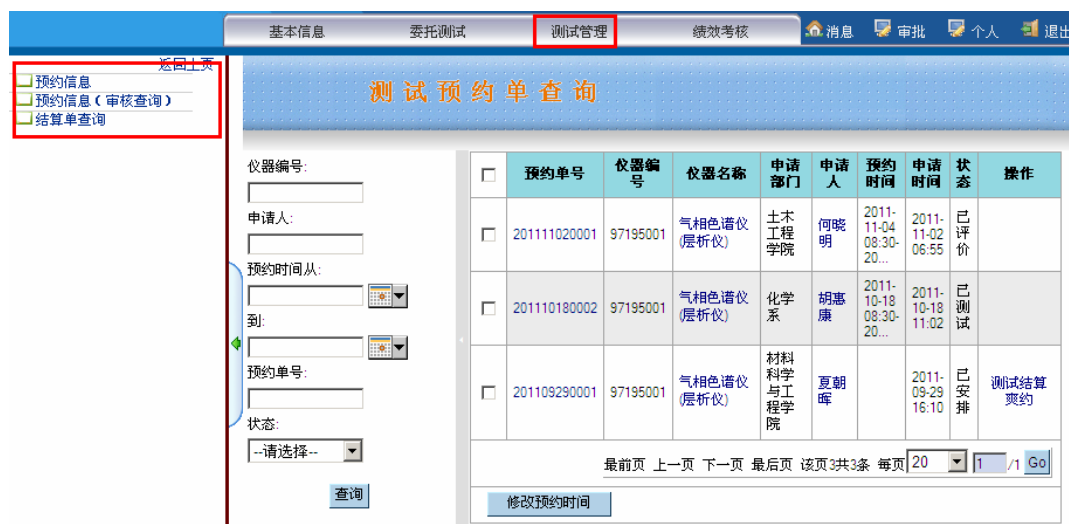 基本信息 委托测试 测试管理 绩效考核 消息 审批 个人 退出
返回上页
预约信息
预约信息（审核查询）
结算单查询
测试预约单查询
仪器编号:
申请人:
预约时间从:
到:
预约单号:
状态:
--请选择--
查询
预约单号 仪器编号 仪器名称 申请部门 申请人 预约时间 申请时间 状态 操作
201111020001 97195001 气相色谱仪(层析仪) 土木工程学院 何晓明 2011-11-04 08:30-20... 2011-11-02 06:55 已评价
201110180002 97195001 气相色谱仪(层析仪) 化学系 胡惠康 2011-10-18 08:30-20... 2011-10-18 11:02 已测试
201109290001 97195001 气相色谱仪(层析仪) 材料科学与工程学院 夏朝晖 2011-09-29 16:10 已安排 测试结算 爽约
最前页 上一页 下一页 最后页 该页3共3条 每页 20 1 /1 Go
修改预约时间